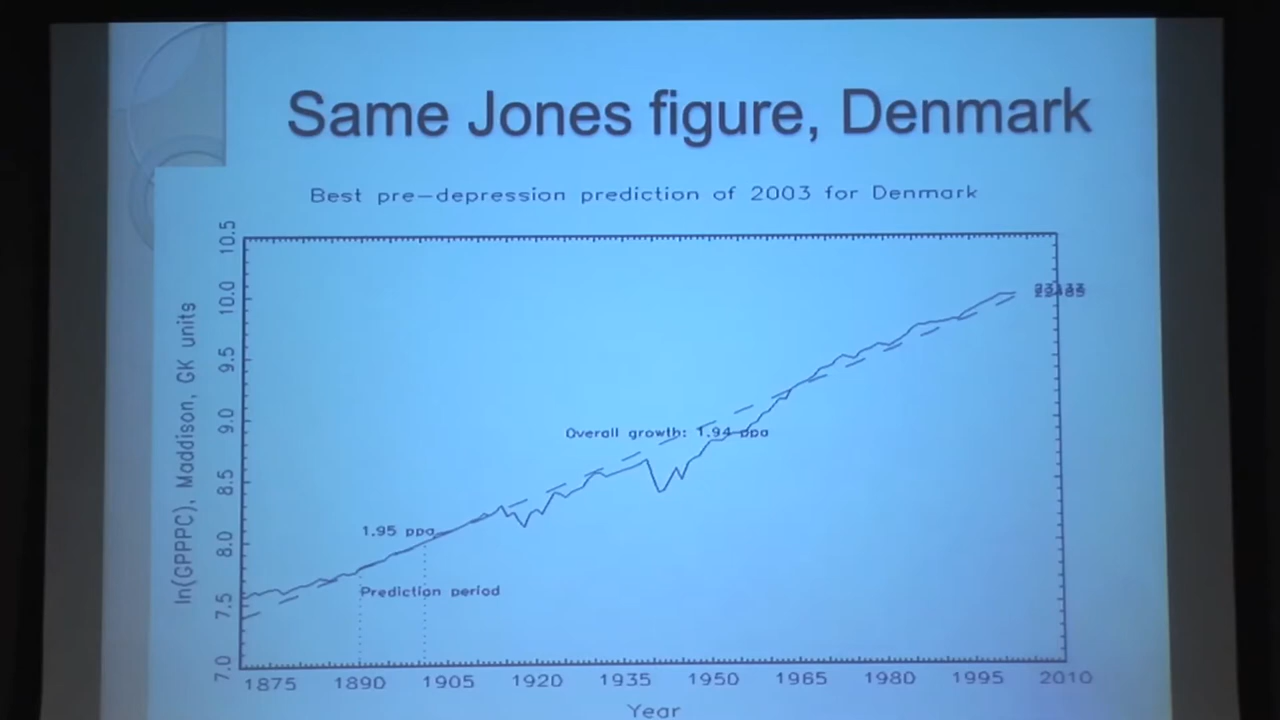 Same Jones figure, Denmark
Best pre-depression prediction of 2003 for Denmark
ln(GPPPC), Maddison, GK units
10.5
10.0
9.5
9.0
8.5
8.0
7.5
7.0
Overall growth: 1.94 ppa
1.95 ppa
Prediction period
1875 1890 1905 1920 1935 1950 1965 1980 1995 2010
Year